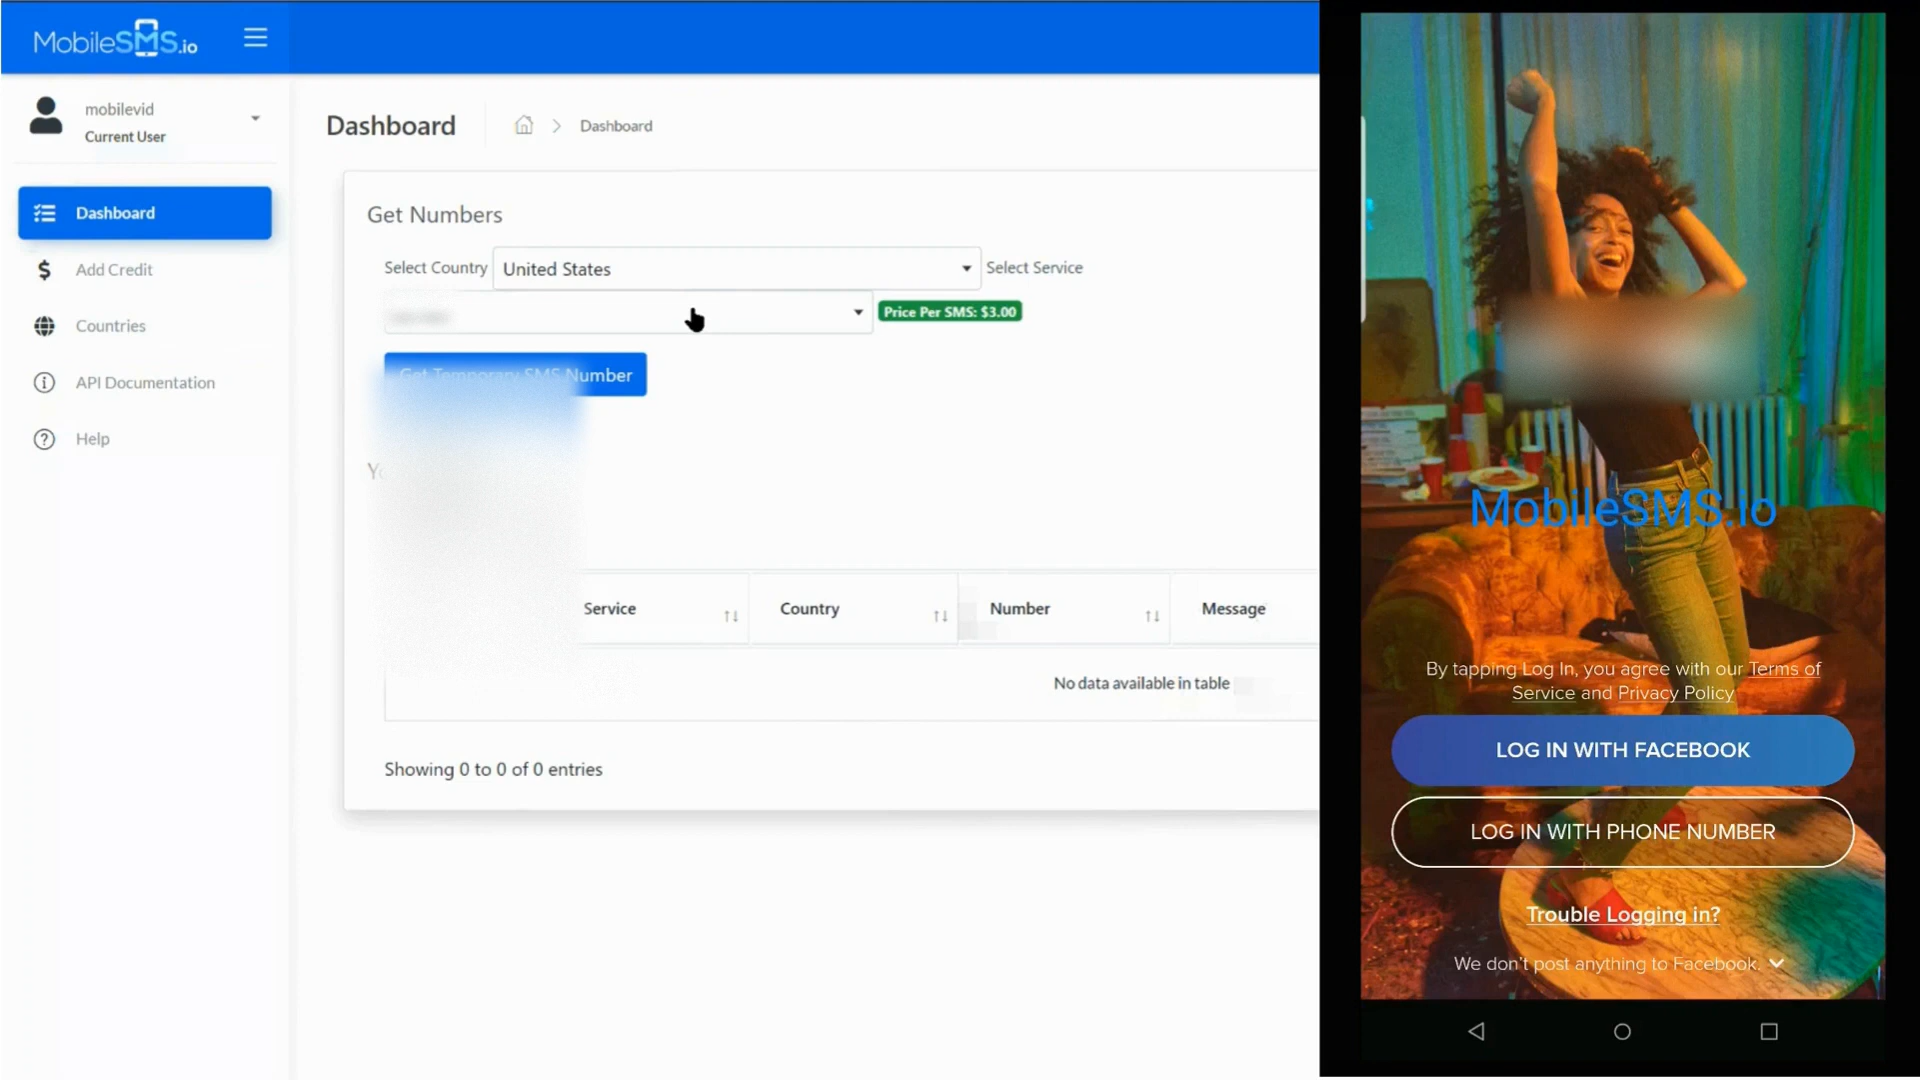 MobileSMS.io
mobilevid
Current User
Dashboard
Add Credit
Countries
API Documentation
Help
Dashboard
Dashboard
Get Numbers
Select Country
United States
Select Service
Price Per SMS: $3.00
Get Temporary SMS Number
Service
Country
Number
Message
No data available in table
Showing 0 to 0 of 0 entries
MobileSMS.io
By tapping Log In, you agree with our Terms of
Service and Privacy Policy
LOG IN WITH FACEBOOK
LOG IN WITH PHONE NUMBER
Trouble Logging in?
We don't post anything to Facebook.